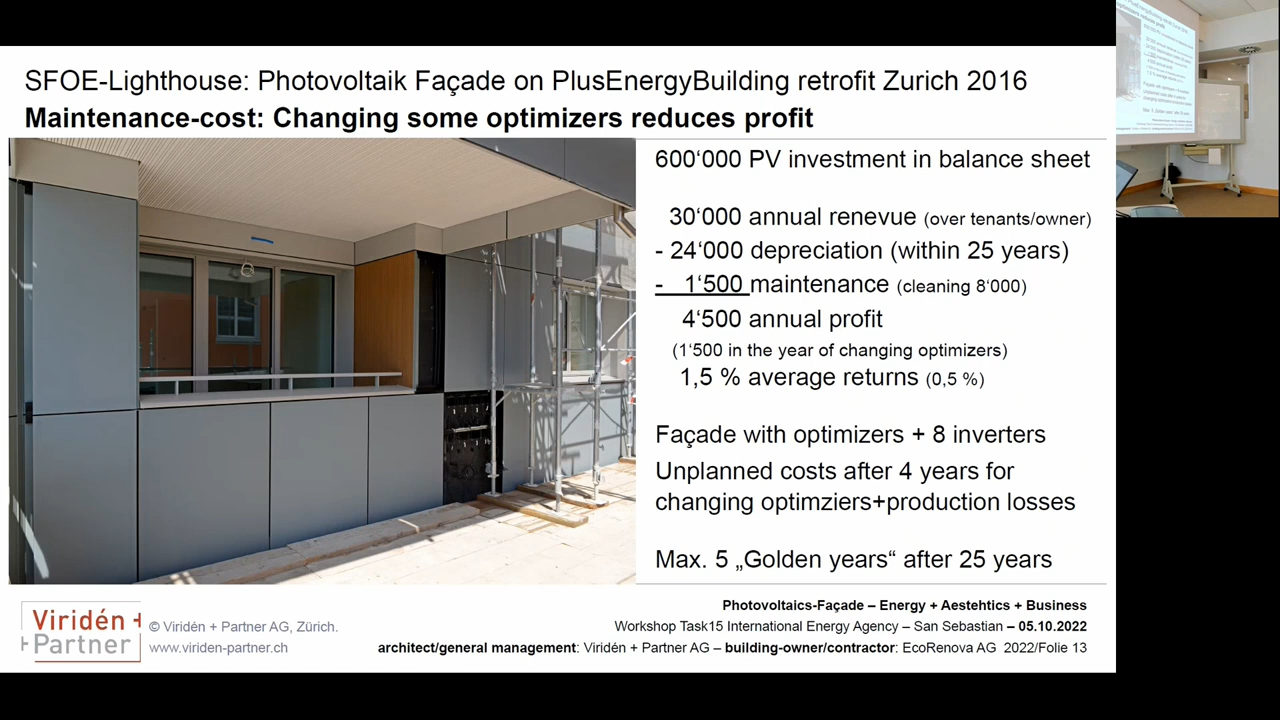 SFOE-Lighthouse: Photovoltaik Façade on PlusEnergyBuilding retrofit Zurich 2016
Maintenance-cost: Changing some optimizers reduces profit
600‘000 PV investment in balance sheet
30‘000 annual renevue (over tenants/owner)
- 24‘000 depreciation (within 25 years)
- 1‘500 maintenance (cleaning 8‘000)
4‘500 annual profit
(1‘500 in the year of changing optimizers)
1,5 % average returns (0,5 %)
Façade with optimizers + 8 inverters
Unplanned costs after 4 years for
changing optimziers+production losses
Max. 5 „Golden years“ after 25 years
Viridén +
+ Partner
© Viridén + Partner AG, Zürich.
www.viriden-partner.ch
Photovoltaics-Façade – Energy + Aestehtics + Business
Workshop Task15 International Energy Agency – San Sebastian – 05.10.2022
architect/general management: Viridén + Partner AG – building-owner/contractor: EcoRenova AG 2022/Folie 13